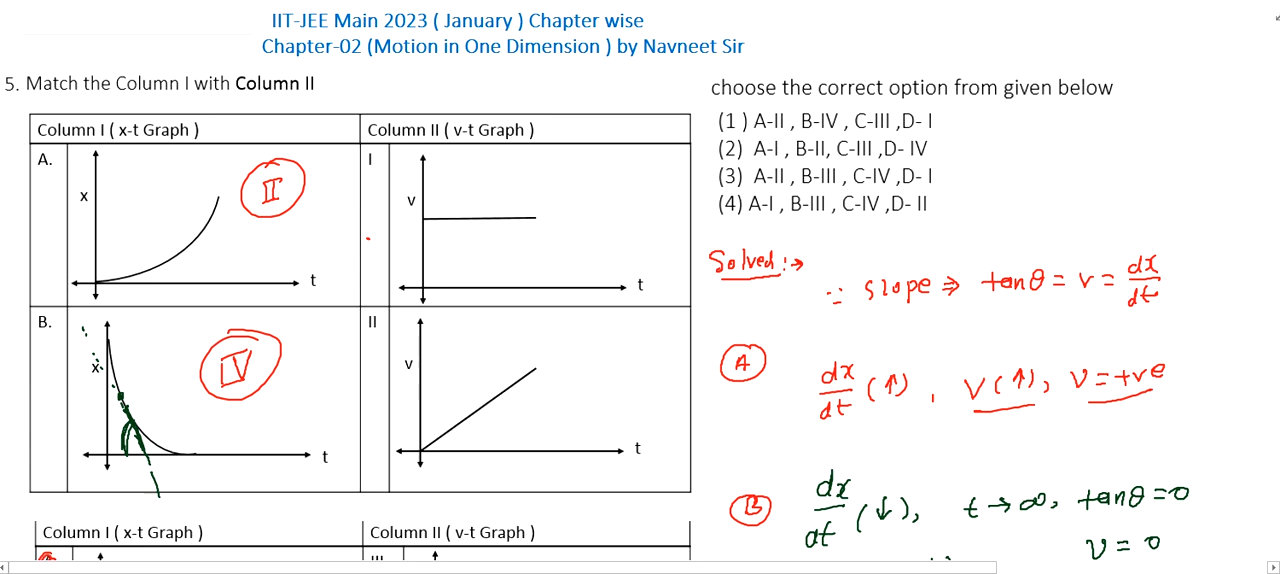 IIT-JEE Main 2023 ( January ) Chapter wise
Chapter-02 (Motion in One Dimension ) by Navneet Sir
5. Match the Column I with Column II
Column I ( x-t Graph )
Column II ( v-t Graph )
A.
x
t
II
I
v
t
B.
x
t
IV
II
v
t
Column I ( x-t Graph )
Column II ( v-t Graph )
choose the correct option from given below
(1 ) A-II , B-IV , C-III ,D- I
(2) A-I , B-II, C-III ,D- IV
(3) A-II , B-III , C-IV ,D- I
(4) A-I , B-III , C-IV ,D- II
Solved :→
∵ slope ⇒ tanθ = v = dx/dt
A dx/dt (↑) , V(↑), V=+ve
B dx/dt (↓), t→∞, tanθ=0
v = 0